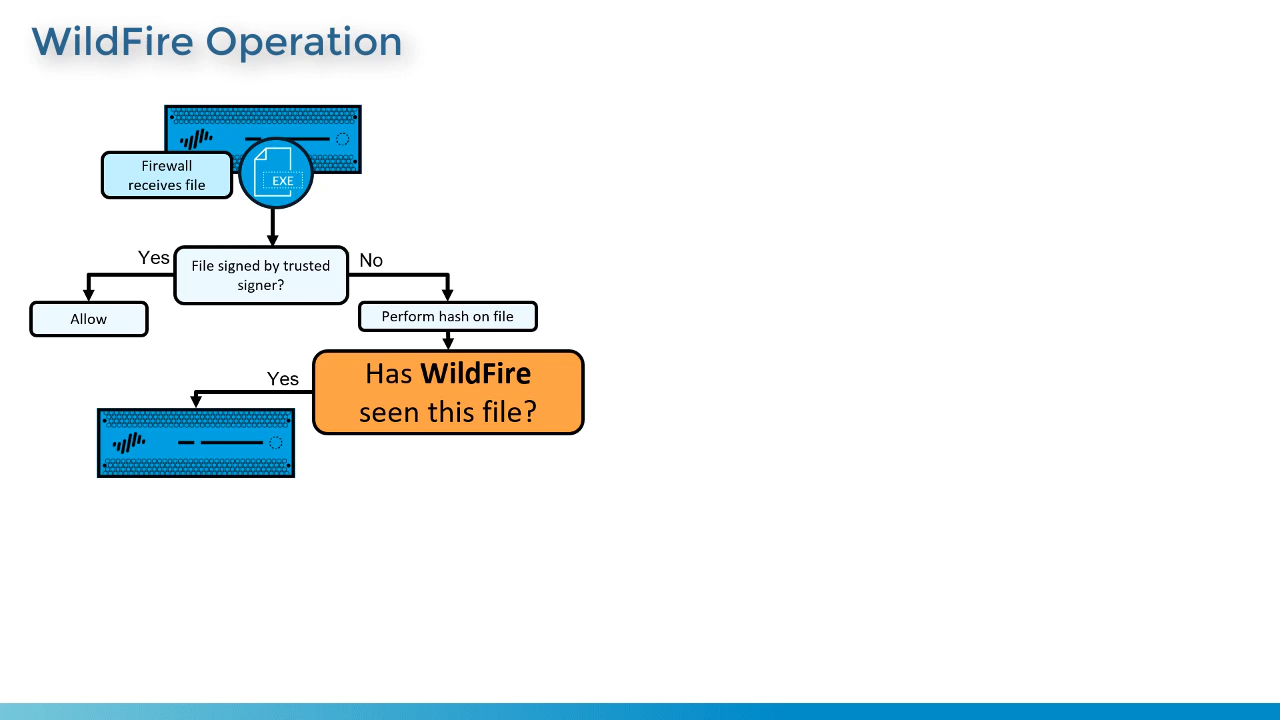 WildFire Operation
Firewall
receives file
EXE
Yes
File signed by trusted
signer?
No
Allow
Perform hash on file
Yes
Has WildFire
seen this file?